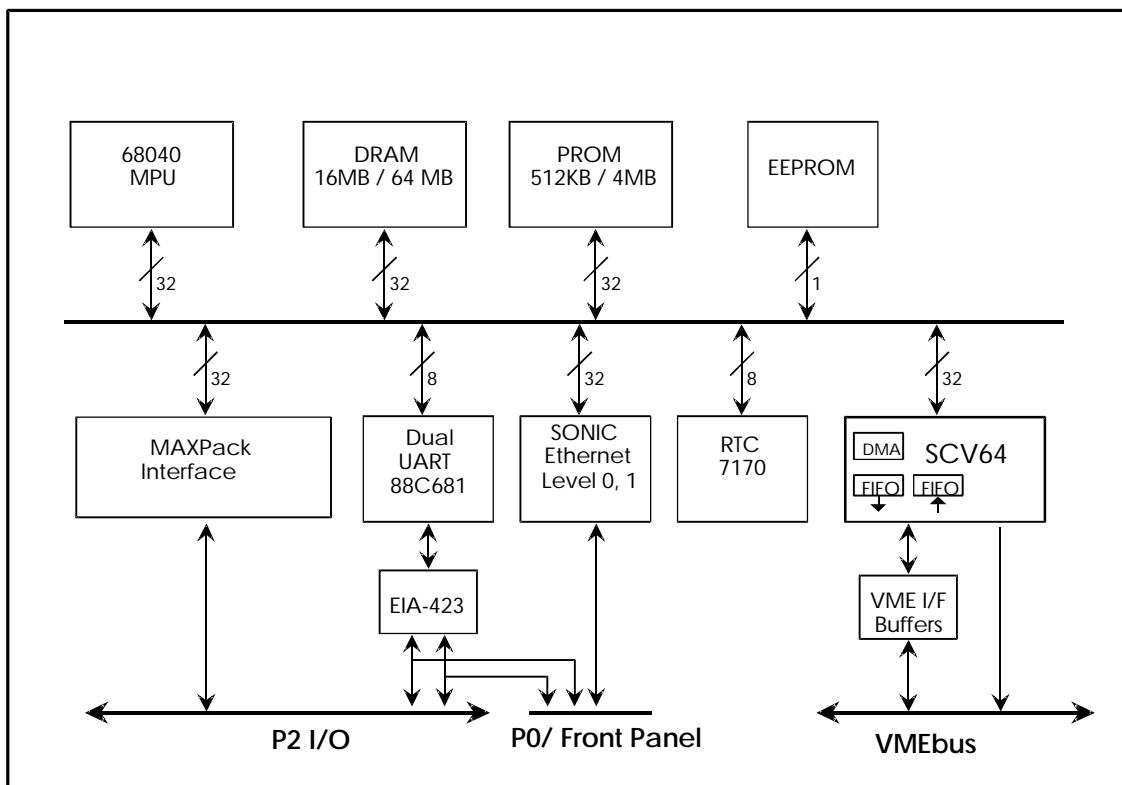 68040
MPU
DRAM
16MB / 64 MB
PROM
512KB / 4MB
EEPROM
32
32
32
1
32
8
32
8
32
MAXPack
Interface
Dual
UART
88C681
SONIC
Ethernet
Level 0, 1
RTC
7170
DMA
SCV64
FIFO
FIFO
EIA-423
VME I/F
Buffers
P2 I/O
P0/ Front Panel
VMEbus